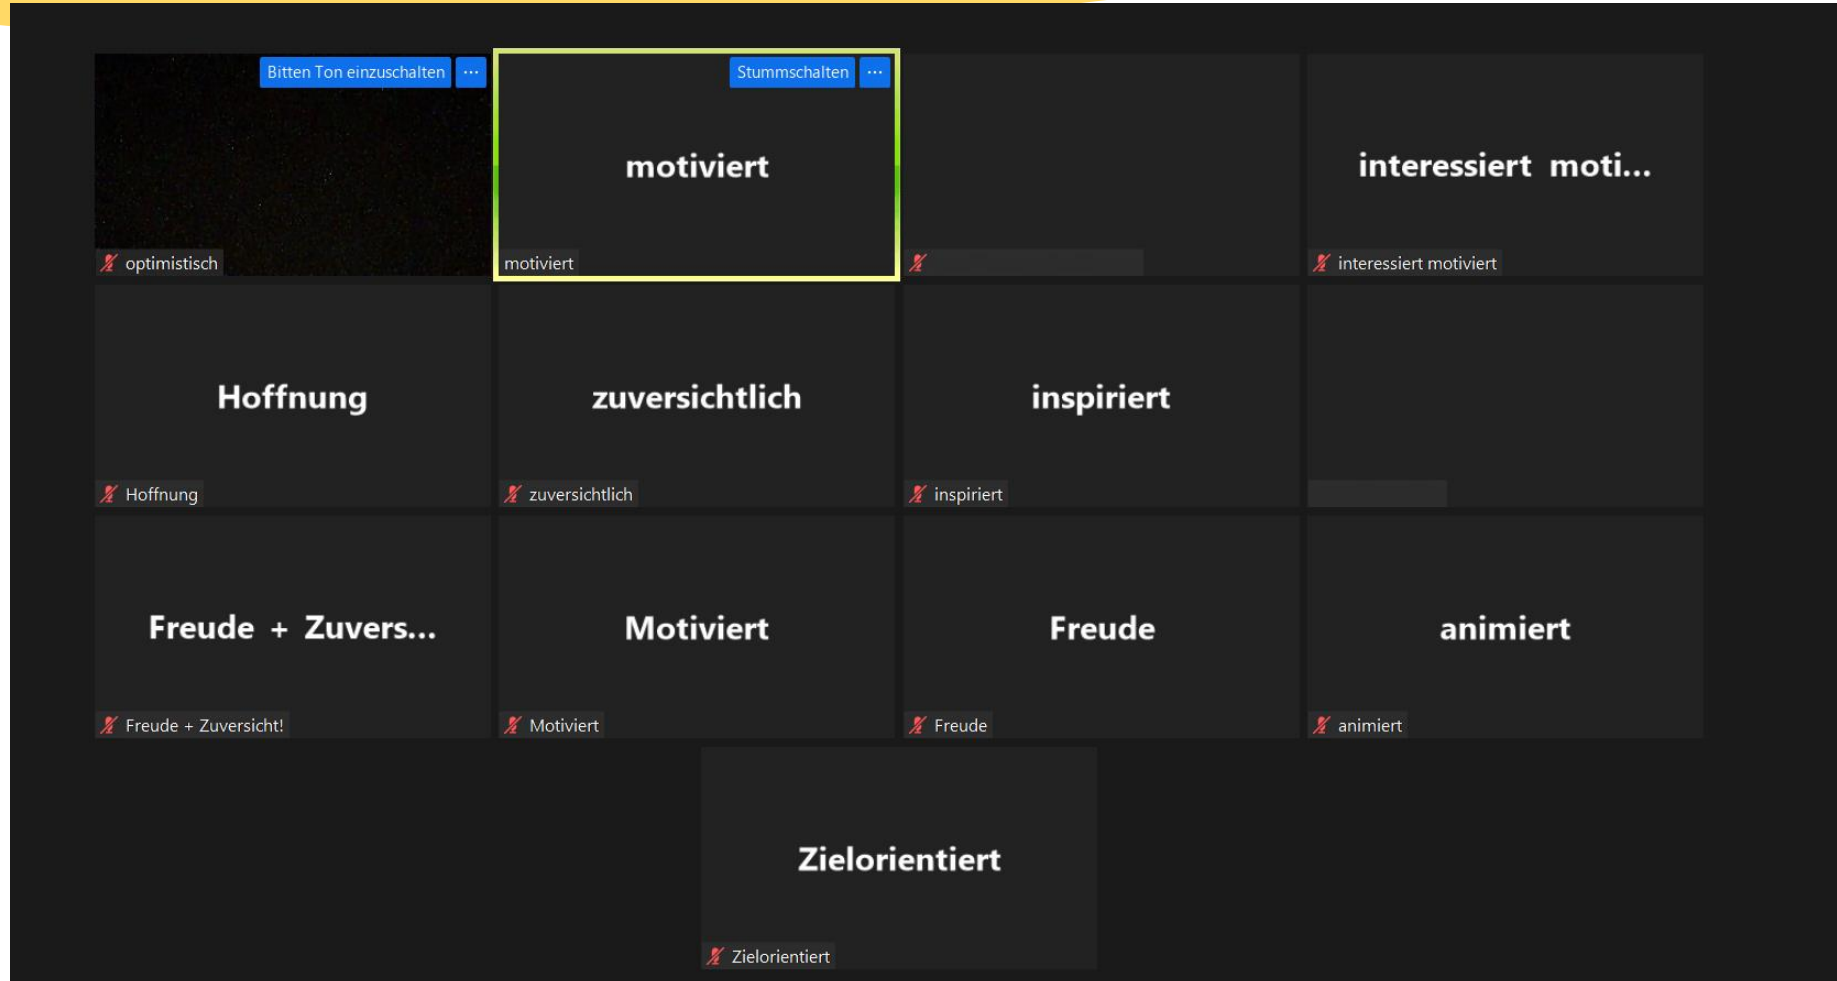 Bitten Ton einzuschalten ...
Stummschalten ...
motiviert
interessiert moti...
optimistisch
motiviert
interessiert motiviert
Hoffnung
zuversichtlich
inspiriert
Hoffnung
zuversichtlich
inspiriert
Freude + Zuvers...
Motiviert
Freude
animiert
Freude + Zuversicht!
Motiviert
Freude
animiert
Zielorientiert
Zielorientiert